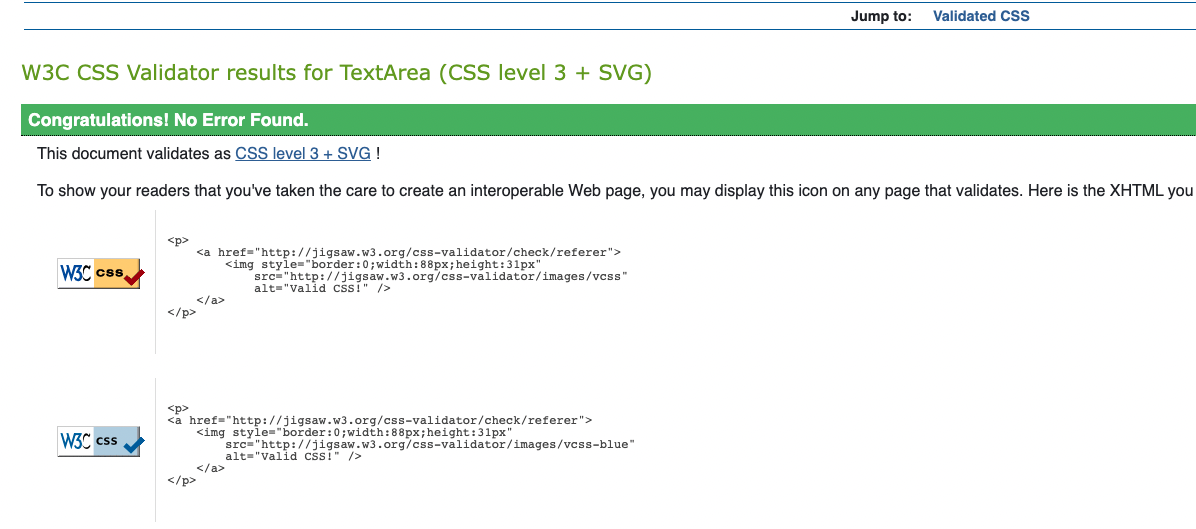 Jump to: Validated CSS
W3C CSS Validator results for TextArea (CSS level 3 + SVG)
Congratulations! No Error Found.
This document validates as CSS level 3 + SVG !
To show your readers that you've taken the care to create an interoperable Web page, you may display this icon on any page that validates. Here is the XHTML you
<p>
<a href="http://jigsaw.w3.org/css-validator/check/referer">
W3C css
<img style="border:0;width:88px;height:31px"
src="http://jigsaw.w3.org/css-validator/images/vcss"
alt="Valid CSS!" />
</a>
</p>
<p>
<a href="http://jigsaw.w3.org/css-validator/check/referer">
W3C css
<img style="border:0;width:88px;height:31px"
src="http://jigsaw.w3.org/css-validator/images/vcss-blue"
alt="Valid CSS!" />
</a>
</p>